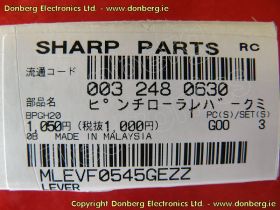 Donberg Electronics Ltd / www.donberg.ie
SHARP PARTS RC
流通コード
003 248 0630
部品名 ピンチローラレバークミ
BPGH20 PC(S)/SET(S)
1,050円 (税抜1,000円) G00 3
0B MADE IN MALAYSIA
MLEVF0545GEZZ
LEVER
Copyright by Donberg Electronics / www.donberg.ie